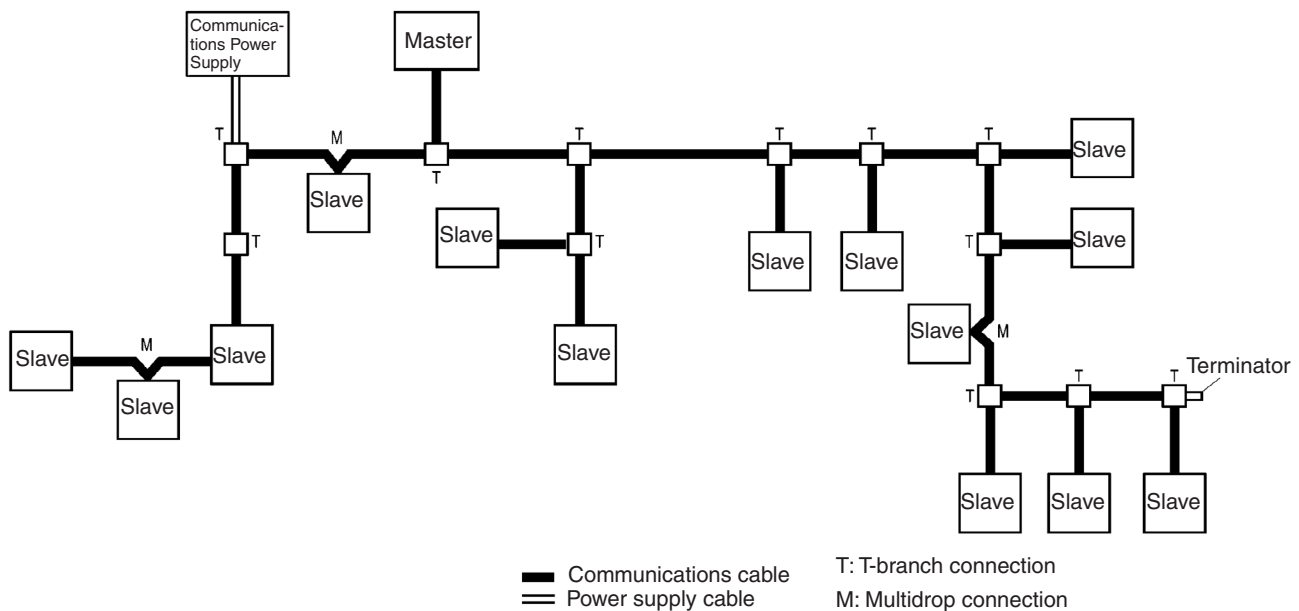 Communica-
tions Power
Supply
Master
T
M
T
T
T
T
T
Slave
Slave
Slave
T
Slave
T
Slave
Slave
T
Slave
Slave
Slave
M
Slave
Slave
M
Slave
T
T
T
Terminator
Slave
Slave
Slave
Communications cable
Power supply cable
T: T-branch connection
M: Multidrop connection